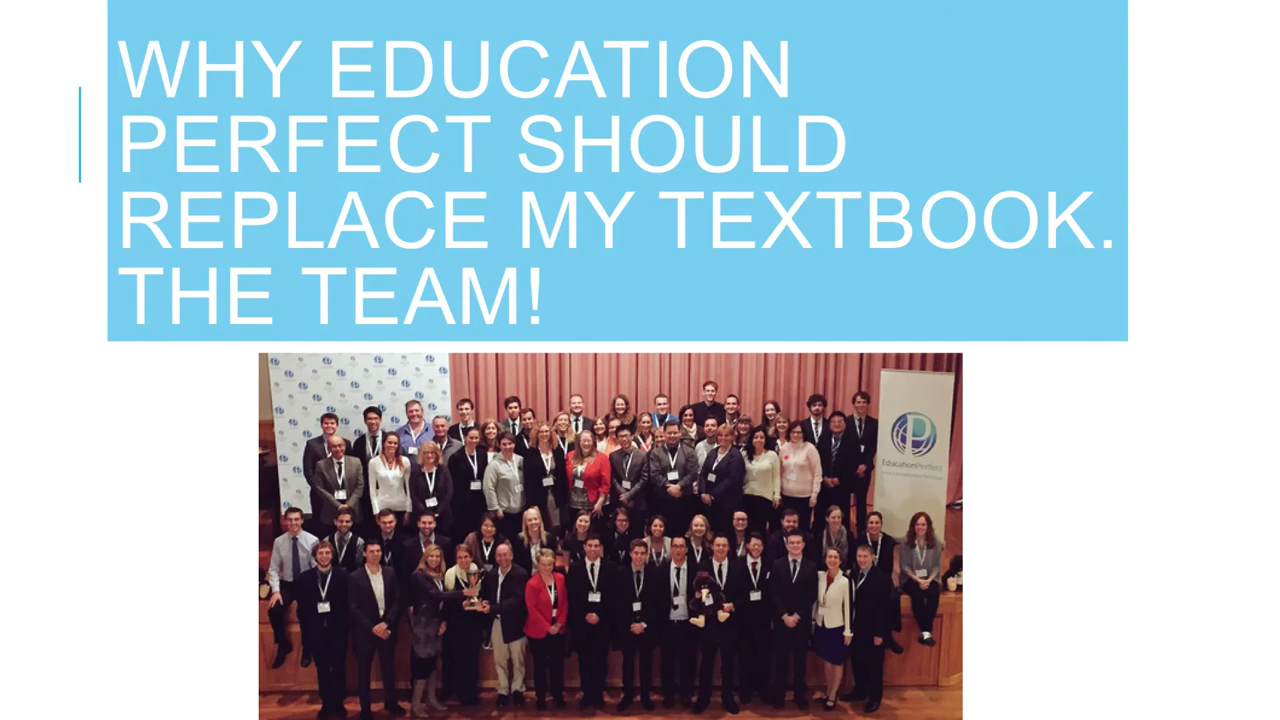 WHY EDUCATION
PERFECT SHOULD
REPLACE MY TEXTBOOK.
THE TEAM!
P
EducationPerfect